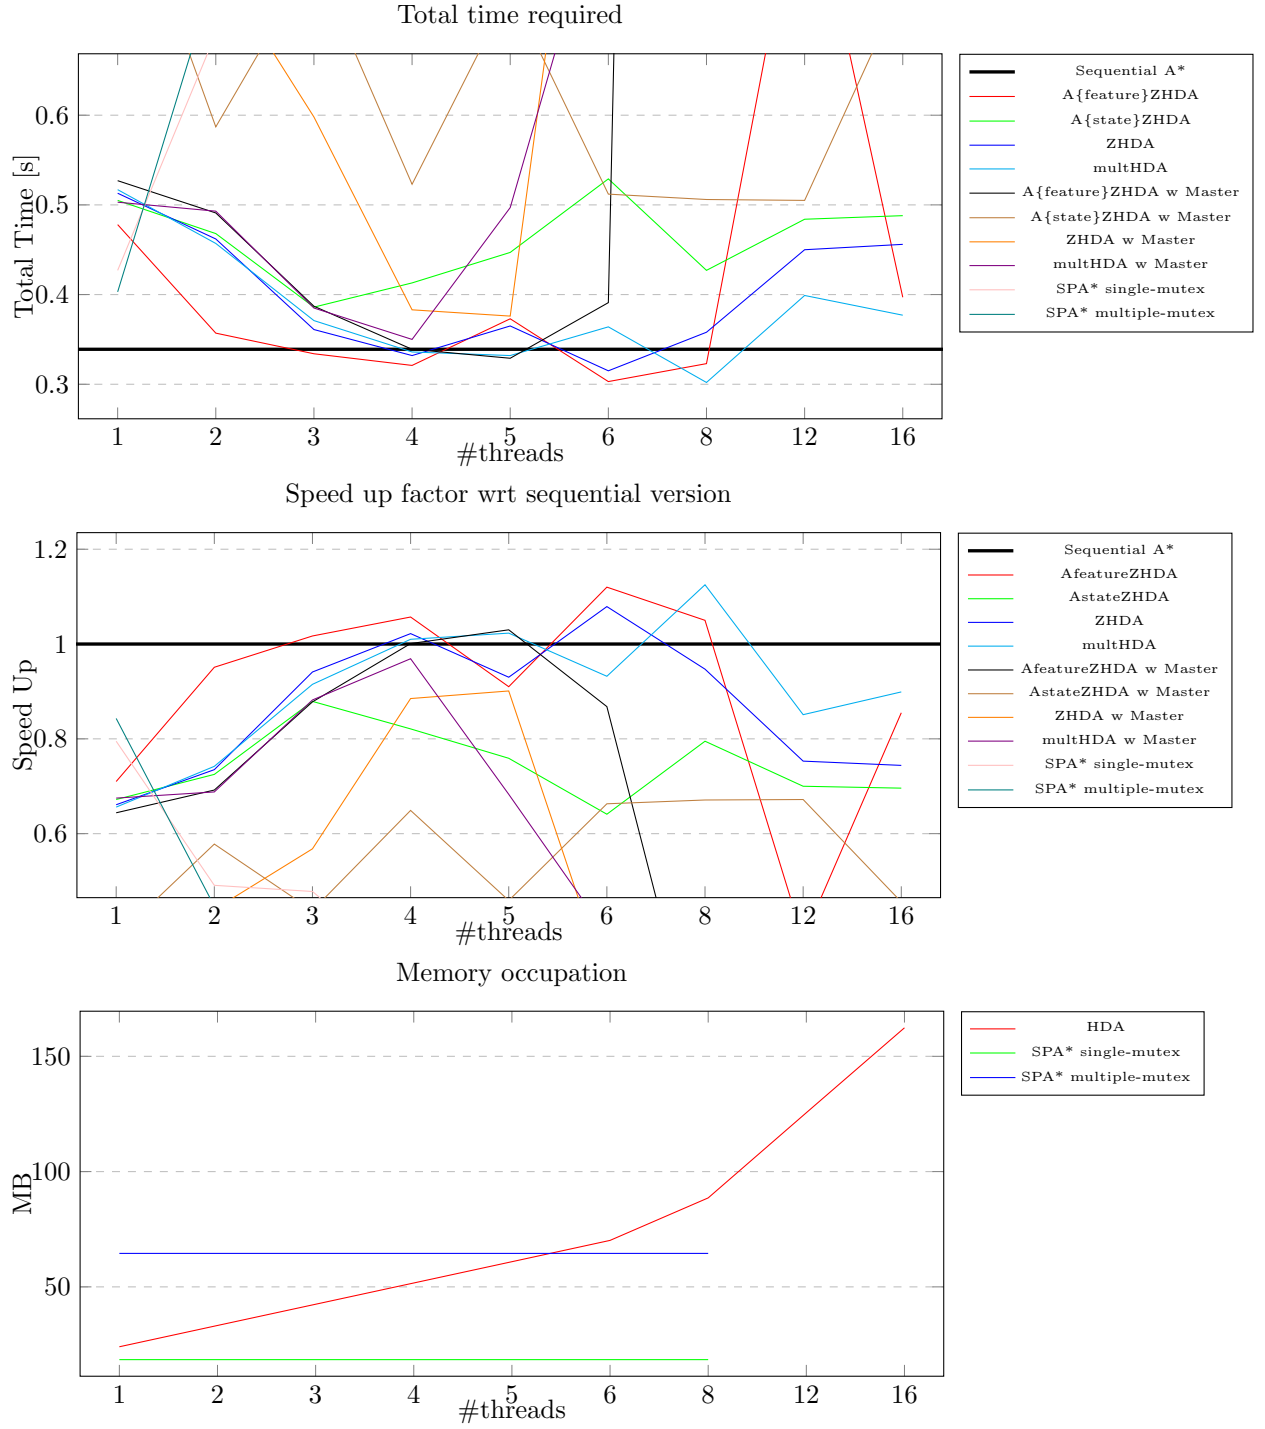 Total time required
Total Time [s]
0.6
0.5
0.4
0.3
1 2 3 4 5 6 8 12 16
#threads
Sequential A*
A{feature}ZHDA
A{state}ZHDA
ZHDA
multHDA
A{feature}ZHDA w Master
A{state}ZHDA w Master
ZHDA w Master
multHDA w Master
SPA* single-mutex
SPA* multiple-mutex
Speed up factor wrt sequential version
Speed Up
1.2
1
0.8
0.6
1 2 3 4 5 6 8 12 16
#threads
Sequential A*
AfeatureZHDA
AstateZHDA
ZHDA
multHDA
AfeatureZHDA w Master
AstateZHDA w Master
ZHDA w Master
multHDA w Master
SPA* single-mutex
SPA* multiple-mutex
Memory occupation
MB
150
100
50
1 2 3 4 5 6 8 12 16
#threads
HDA
SPA* single-mutex
SPA* multiple-mutex